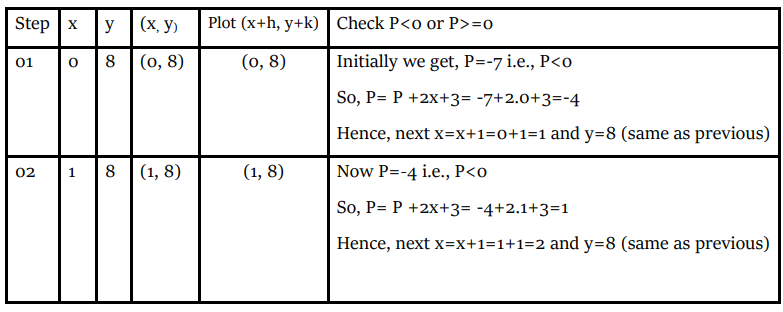 Step x y (x, y) Plot (x+h, y+k) Check P<0 or P>=0
01 0 8 (0, 8) (0, 8) Initially we get, P=-7 i.e., P<0
So, P= P +2x+3= -7+2.0+3=-4
Hence, next x=x+1=0+1=1 and y=8 (same as previous)
02 1 8 (1, 8) (1, 8) Now P=-4 i.e., P<0
So, P= P +2x+3= -4+2.1+3=1
Hence, next x=x+1=1+1=2 and y=8 (same as previous)